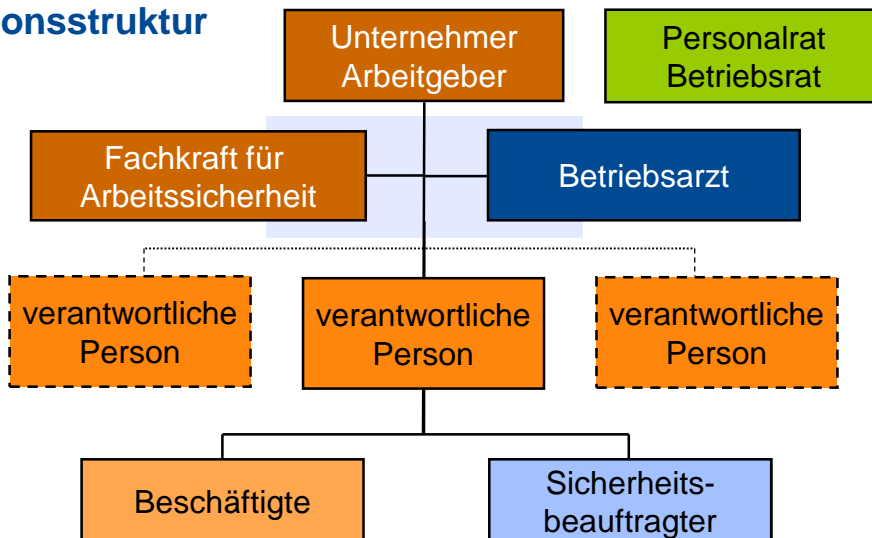 onsstruktur
Unternehmer
Arbeitgeber
Personalrat
Betriebsrat
Fachkraft für
Arbeitssicherheit
Betriebsarzt
verantwortliche
Person
verantwortliche
Person
verantwortliche
Person
Beschäftigte
Sicherheits-
beauftragter